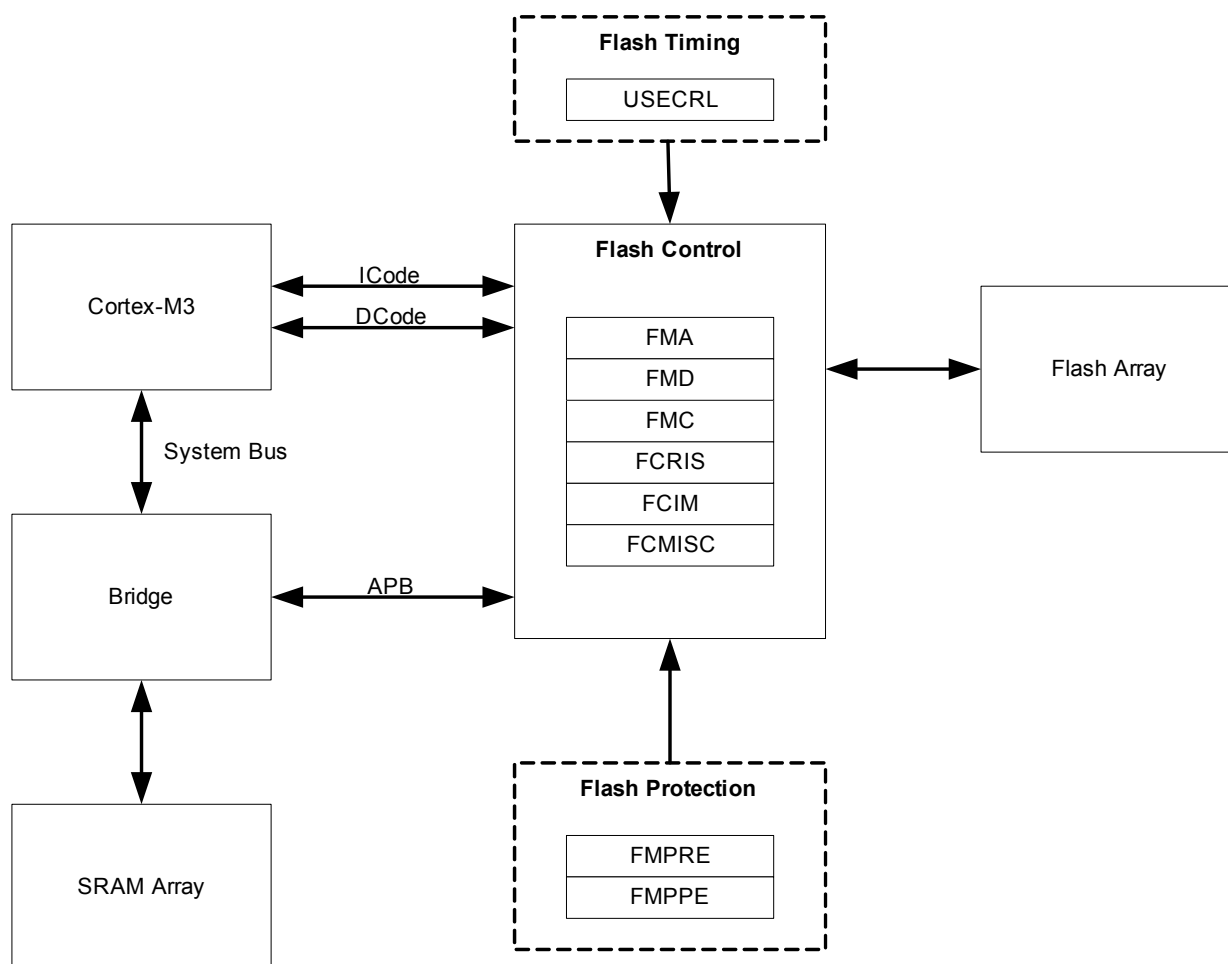 Flash Timing
USECRL
Flash Control
ICode
Cortex-M3
DCode
FMA
FMD
Flash Array
FMC
System Bus
FCRIS
FCIM
FCMISC
Bridge
APB
Flash Protection
FMPRE
SRAM Array
FMPPE